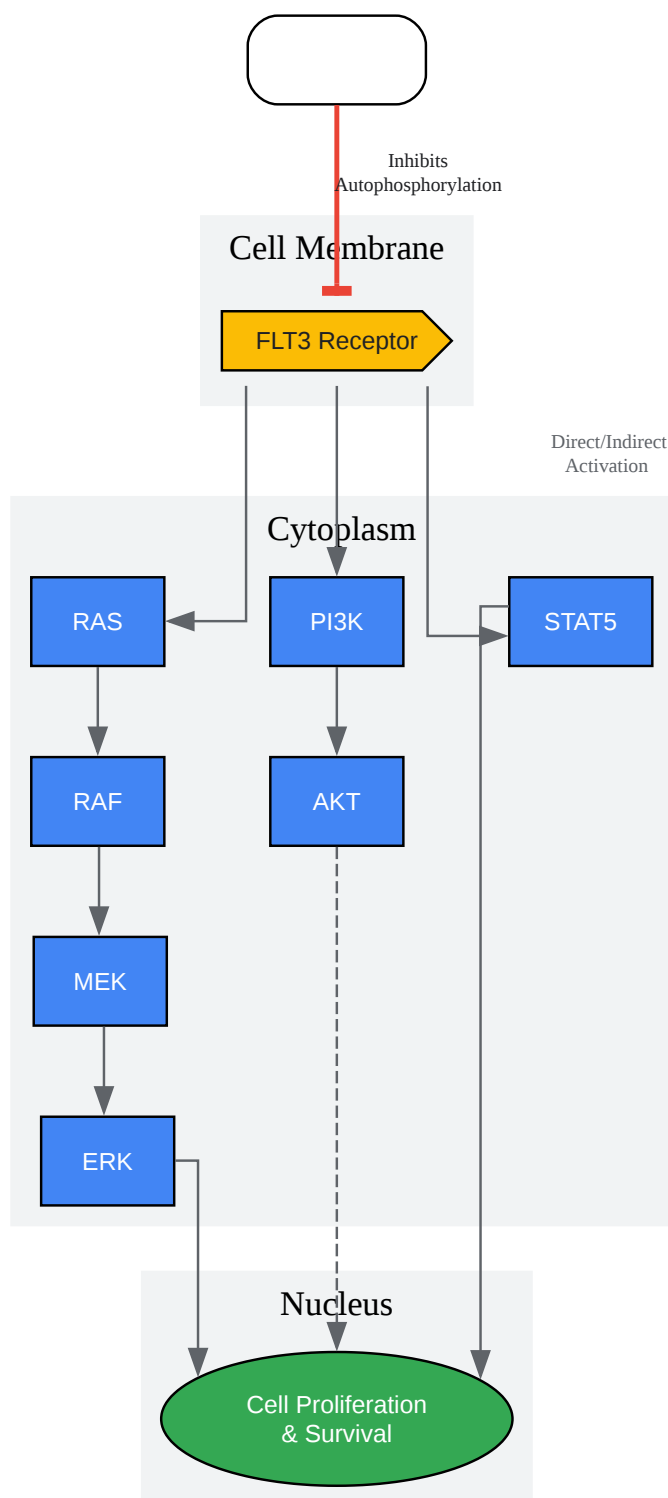 Inhibits
Autophosphorylation
Cell Membrane
FLT3 Receptor
Direct/Indirect
Activation
Cytoplasm
RAS
PI3K
STAT5
RAF
AKT
MEK
ERK
Nucleus
Cell Proliferation
& Survival